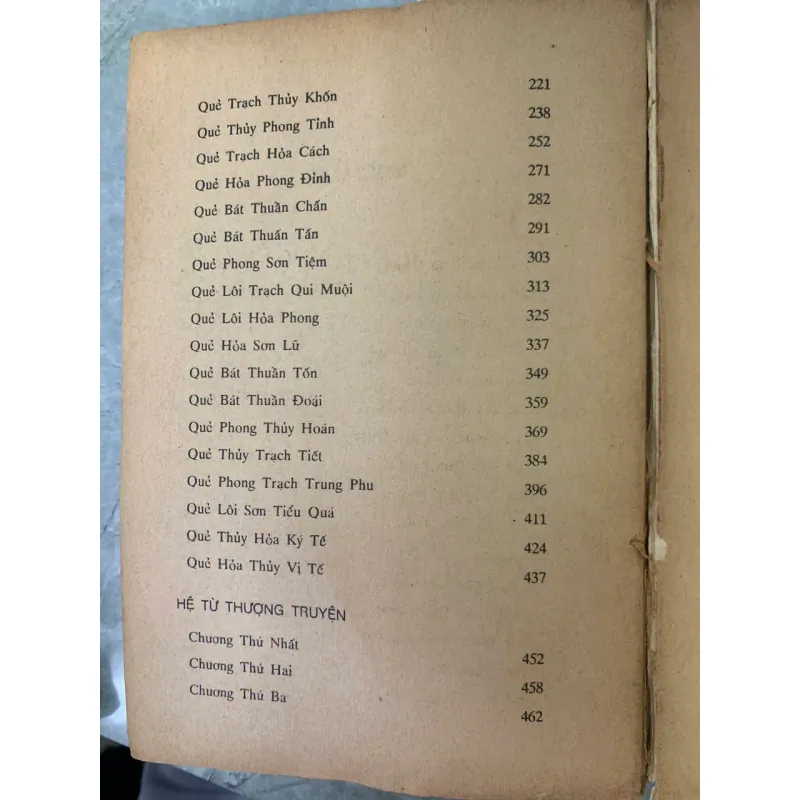 Quẻ Trạch Thủy Khốn 221
Quẻ Thủy Phong Tỉnh 238
Quẻ Trạch Hỏa Cách 252
Quẻ Hỏa Phong Đỉnh 271
Quẻ Bát Thuần Chấn 282
Quẻ Bát Thuấn Tấn 291
Quẻ Phong Sơn Tiệm 303
Quẻ Lôi Trạch Qui Muội 313
Quẻ Lôi Hỏa Phong 325
Quẻ Hỏa Sơn Lữ 337
Quẻ Bát Thuần Tốn 349
Quẻ Bát Thuần Đoái 359
Quẻ Phong Thủy Hoán 369
Quẻ Thủy Trạch Tiết 384
Quẻ Phong Trạch Trung Phu 396
Quẻ Lôi Sơn Tiểu Quá 411
Quẻ Thủy Hỏa Ký Tế 424
Quẻ Hỏa Thủy Vị Tế 437
HỆ TỪ THƯỢNG TRUYỆN
Chương Thứ Nhất 452
Chương Thứ Hai 458
Chương Thứ Ba 462